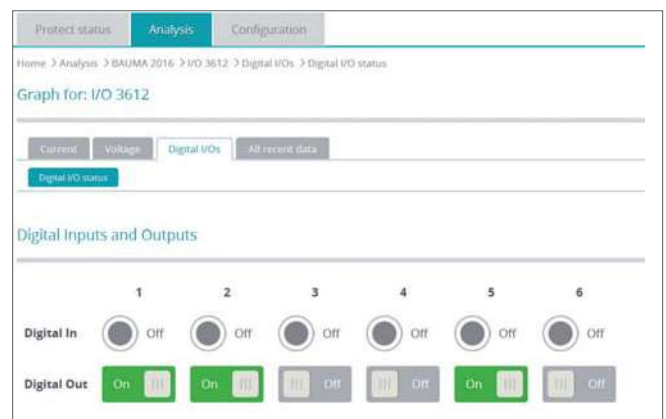 Protect status Analysis Configuration
Home > Analysis > BAUMA 2016 > I/O 3612 > Digital I/Os > Digital I/O status
Graph for: I/O 3612
Current Voltage Digital I/Os All recent data
Digital I/O status
Digital Inputs and Outputs
1 2 3 4 5 6
Digital In Off Off Off Off Off Off
Digital Out On On Off Off On Off